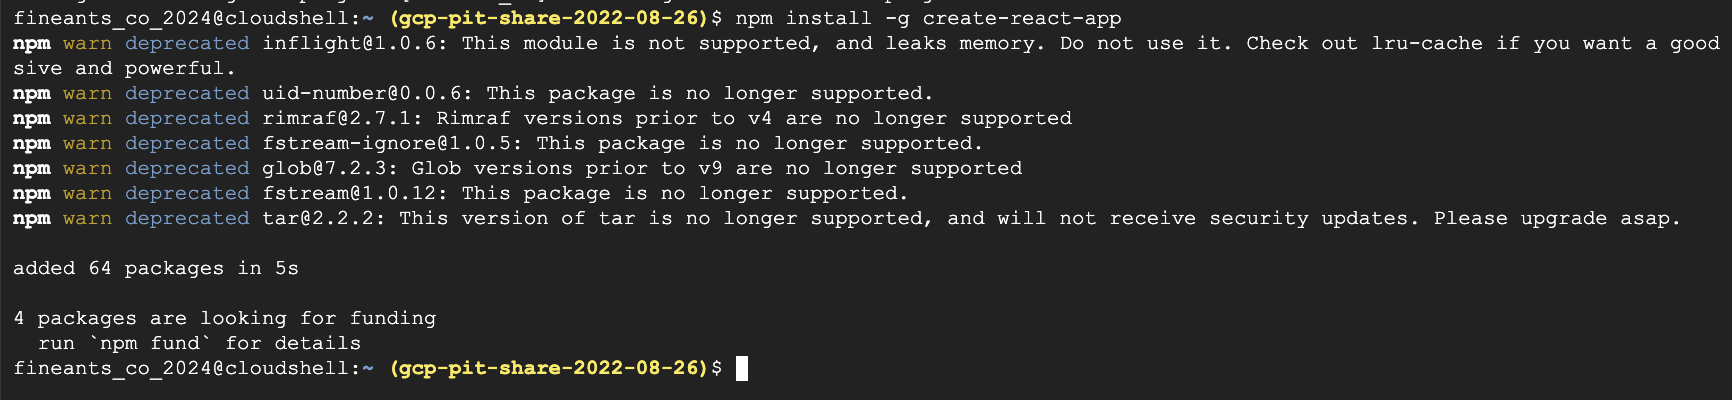 fineants_co_2024@cloudshell:~ (gcp-pit-share-2022-08-26)$ npm install -g create-react-app
npm warn deprecated inflight@1.0.6: This module is not supported, and leaks memory. Do not use it. Check out lru-cache if you want a good
sive and powerful.
npm warn deprecated uid-number@0.0.6: This package is no longer supported.
npm warn deprecated rimraf@2.7.1: Rimraf versions prior to v4 are no longer supported
npm warn deprecated fstream-ignore@1.0.5: This package is no longer supported.
npm warn deprecated glob@7.2.3: Glob versions prior to v9 are no longer supported
npm warn deprecated fstream@1.0.12: This package is no longer supported.
npm warn deprecated tar@2.2.2: This version of tar is no longer supported, and will not receive security updates. Please upgrade asap.
added 64 packages in 5s
4 packages are looking for funding
  run `npm fund` for details
fineants_co_2024@cloudshell:~ (gcp-pit-share-2022-08-26)$